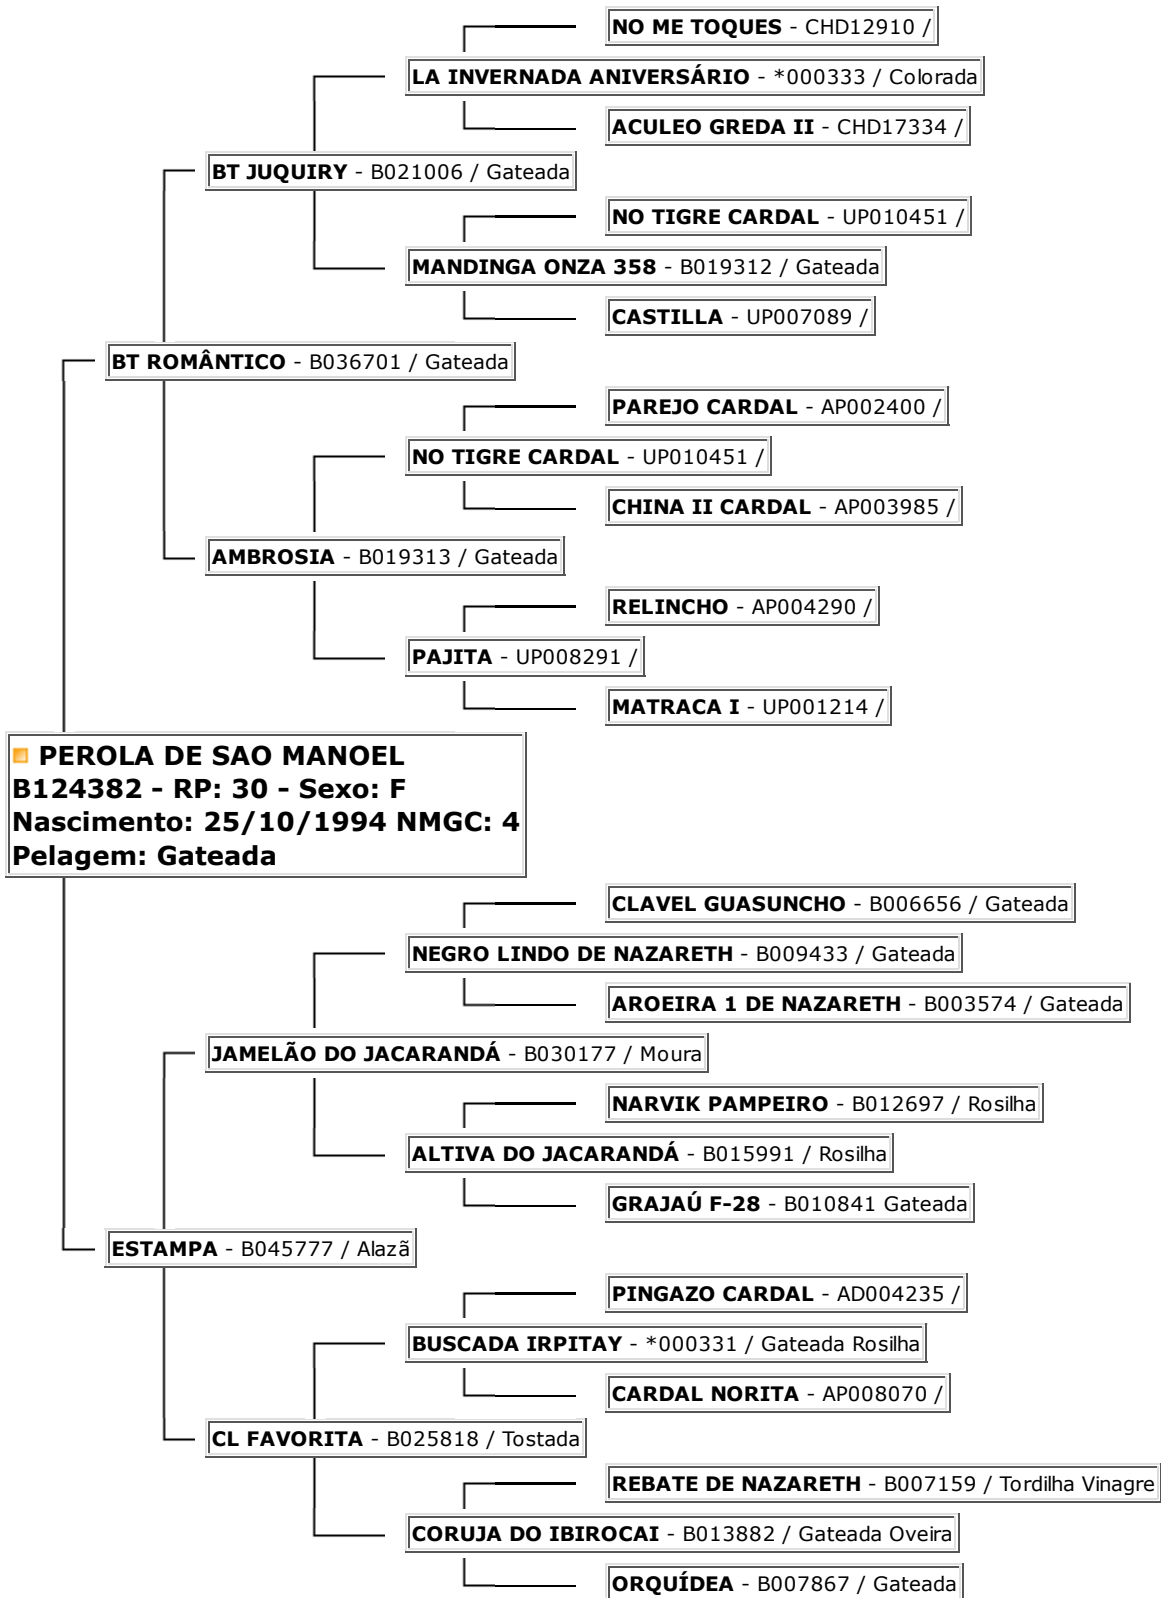 NO ME TOQUES - CHD12910 /
LA INVERNADA ANIVERSÁRIO - *000333 / Colorada
ACULEO GREDA II - CHD17334 /
BT JUQUIRY - B021006 / Gateada
NO TIGRE CARDAL - UP010451 /
MANDINGA ONZA 358 - B019312 / Gateada
CASTILLA - UP007089 /
BT ROMÂNTICO - B036701 / Gateada
PAREJO CARDAL - AP002400 /
NO TIGRE CARDAL - UP010451 /
CHINA II CARDAL - AP003985 /
AMBROSIA - B019313 / Gateada
RELINCHO - AP004290 /
PAJITA - UP008291 /
MATRACA I - UP001214 /
PEROLA DE SAO MANOEL
B124382 - RP: 30 - Sexo: F
Nascimento: 25/10/1994 NMGC: 4
Pelagem: Gateada
CLAVEL GUASUNCHO - B006656 / Gateada
NEGRO LINDO DE NAZARETH - B009433 / Gateada
AROEIRA 1 DE NAZARETH - B003574 / Gateada
JAMELÃO DO JACARANDÁ - B030177 / Moura
NARVIK PAMPEIRO - B012697 / Rosilha
ALTIVA DO JACARANDÁ - B015991 / Rosilha
GRAJAÚ F-28 - B010841 Gateada
ESTAMPA - B045777 / Alazã
PINGAZO CARDAL - AD004235 /
BUSCADA IRPITAY - *000331 / Gateada Rosilha
CARDAL NORITA - AP008070 /
CL FAVORITA - B025818 / Tostada
REBATE DE NAZARETH - B007159 / Tordilha Vinagre
CORUJA DO IBIROCAI - B013882 / Gateada Oveira
ORQUÍDEA - B007867 / Gateada